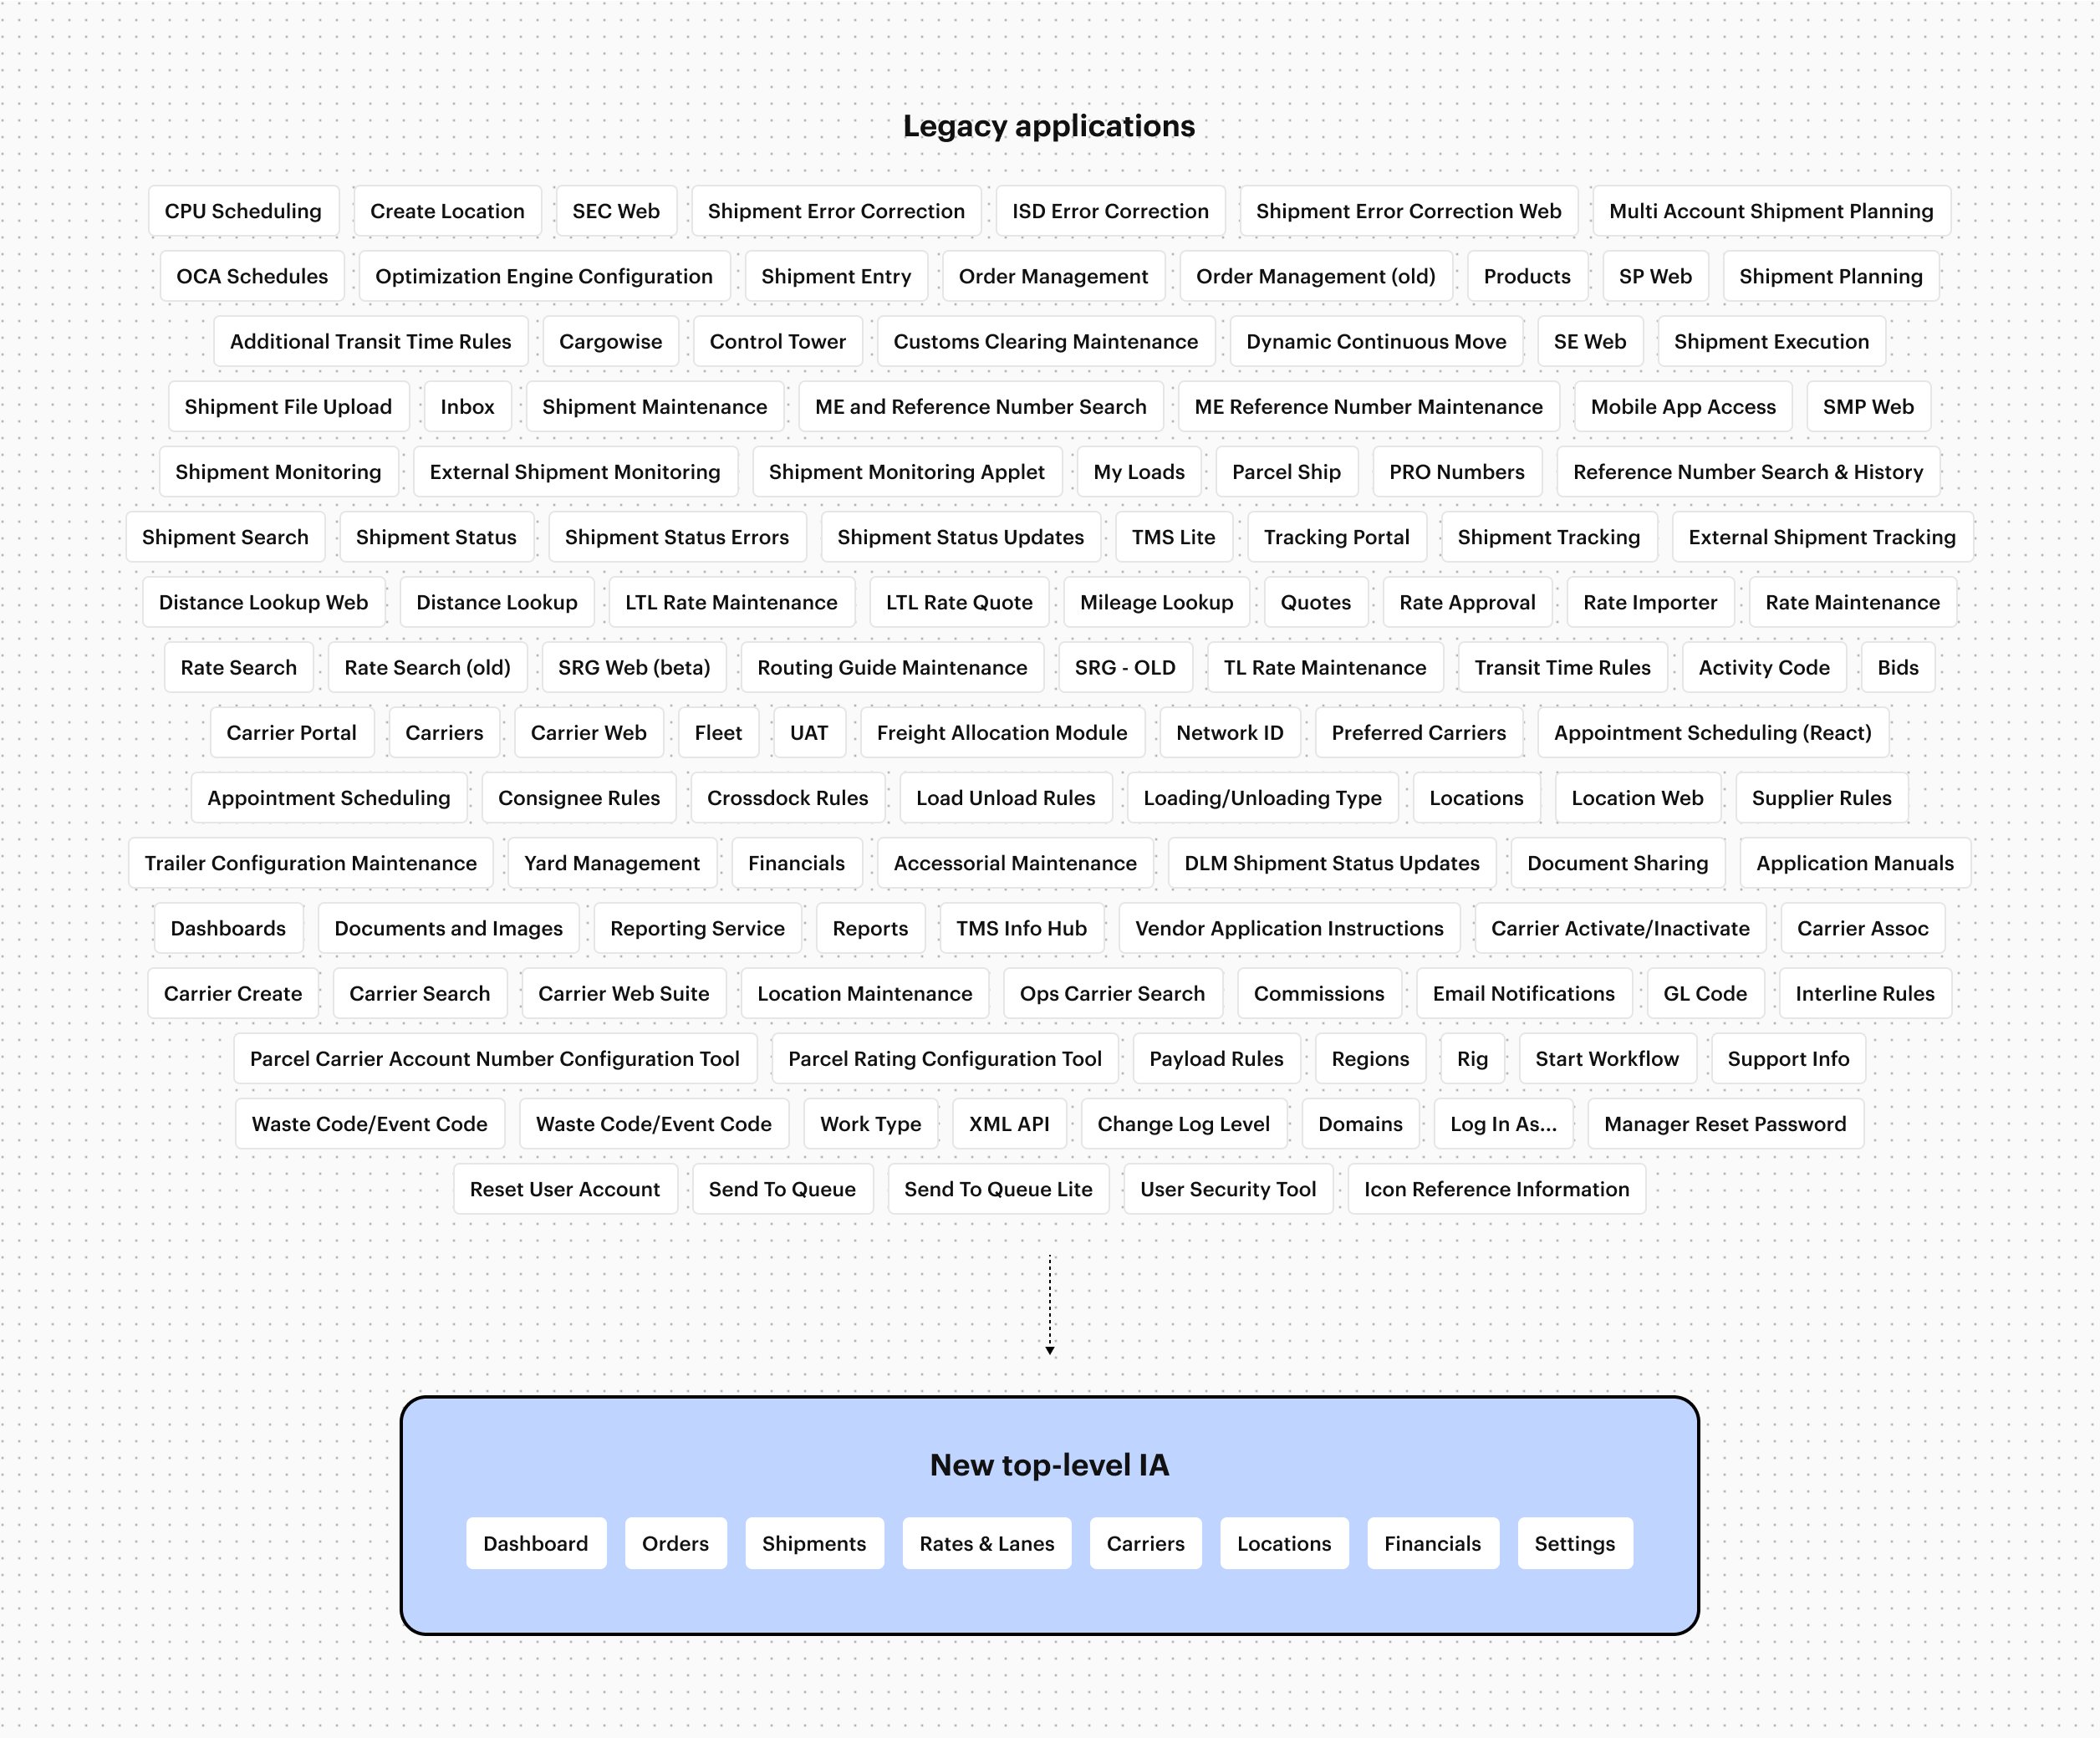 Legacy applications
CPU Scheduling Create Location SEC Web Shipment Error Correction ISD Error Correction Shipment Error Correction Web Multi Account Shipment Planning
OCA Schedules Optimization Engine Configuration Shipment Entry Order Management Order Management (old) Products SP Web Shipment Planning
Additional Transit Time Rules Cargowise Control Tower Customs Clearing Maintenance Dynamic Continuous Move SE Web Shipment Execution
Shipment File Upload Inbox Shipment Maintenance ME and Reference Number Search ME Reference Number Maintenance Mobile App Access SMP Web
Shipment Monitoring External Shipment Monitoring Shipment Monitoring Applet My Loads Parcel Ship PRO Numbers Reference Number Search & History
Shipment Search Shipment Status Shipment Status Errors Shipment Status Updates TMS Lite Tracking Portal Shipment Tracking External Shipment Tracking
Distance Lookup Web Distance Lookup LTL Rate Maintenance LTL Rate Quote Mileage Lookup Quotes Rate Approval Rate Importer Rate Maintenance
Rate Search Rate Search (old) SRG Web (beta) Routing Guide Maintenance SRG - OLD TL Rate Maintenance Transit Time Rules Activity Code Bids
Carrier Portal Carriers Carrier Web Fleet UAT Freight Allocation Module Network ID Preferred Carriers Appointment Scheduling (React)
Appointment Scheduling Consignee Rules Crossdock Rules Load Unload Rules Loading/Unloading Type Locations Location Web Supplier Rules
Trailer Configuration Maintenance Yard Management Financials Accessorial Maintenance DLM Shipment Status Updates Document Sharing Application Manuals
Dashboards Documents and Images Reporting Service Reports TMS Info Hub Vendor Application Instructions Carrier Activate/Inactivate Carrier Assoc
Carrier Create Carrier Search Carrier Web Suite Location Maintenance Ops Carrier Search Commissions Email Notifications GL Code Interline Rules
Parcel Carrier Account Number Configuration Tool Parcel Rating Configuration Tool Payload Rules Regions Rig Start Workflow Support Info
Waste Code/Event Code Waste Code/Event Code Work Type XML API Change Log Level Domains Log In As... Manager Reset Password
Reset User Account Send To Queue Send To Queue Lite User Security Tool Icon Reference Information
New top-level IA
Dashboard Orders Shipments Rates & Lanes Carriers Locations Financials Settings